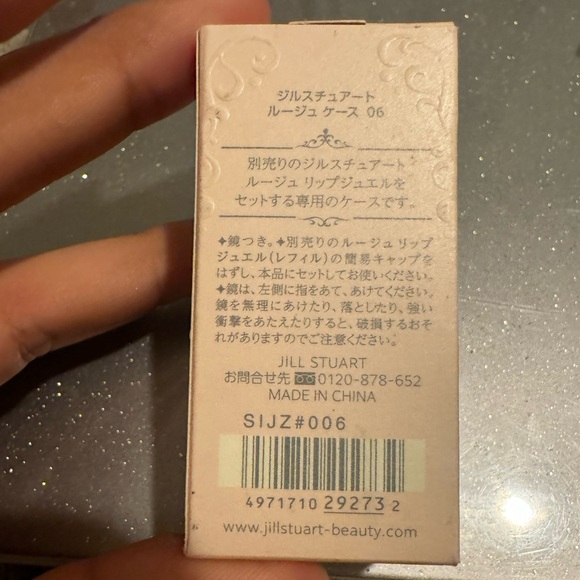 ジルスチュアート
ルージュ ケース 06
別売りのジルスチュアート
ルージュ リップジュエルを
セットする専用のケースです。
✦鏡つき。✦別売りのルージュ リップ
ジュエル(レフィル)の簡易キャップを
はずし、本品にセットしてお使いください。
✦鏡は、左側に指をあて、あけてください。
鏡を無理にあけたり、落としたり、強い
衝撃をあたえたりすると、破損するおそ
れがありますのでご注意ください。
JILL STUART
お問合せ先 0120-878-652
MADE IN CHINA
SIJZ#006
4971710 29273 2
www.jillstuart-beauty.com